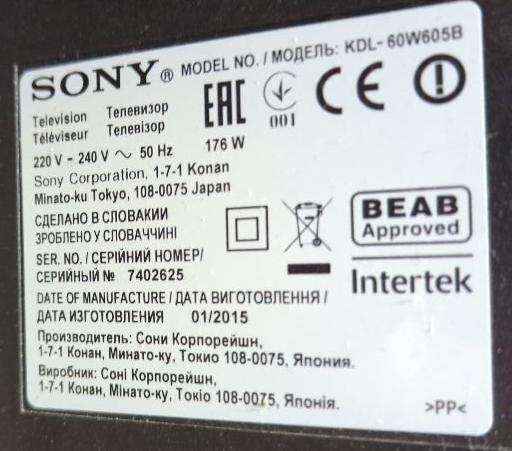 SONY® MODEL NO. / МОДЕЛЬ: KDL- 60W605B
Television Телевизор
Téléviseur Телевізор
EAC
001
CE
220 V - 240 V ~ 50 Hz 176 W
Sony Corporation, 1-7-1 Konan
Minato-ku Tokyo, 108-0075 Japan
СДЕЛАНО В СЛОВАКИИ
ЗРОБЛЕНО У СЛОВАЧЧИНІ
BEAB
Approved
Intertek
SER. NO. / СЕРІЙНИЙ НОМЕР/
СЕРИЙНЫЙ № 7402625
DATE OF MANUFACTURE / ДАТА ВИГОТОВЛЕННЯ /
ДАТА ИЗГОТОВЛЕНИЯ 01/2015
Производитель: Сони Корпорейшн,
1-7-1 Конан, Минато-ку, Токио 108-0075, Япония.
Виробник: Соні Корпорейшн,
1-7-1 Конан, Мінато-ку, Токіо 108-0075, Японія.
>PP<